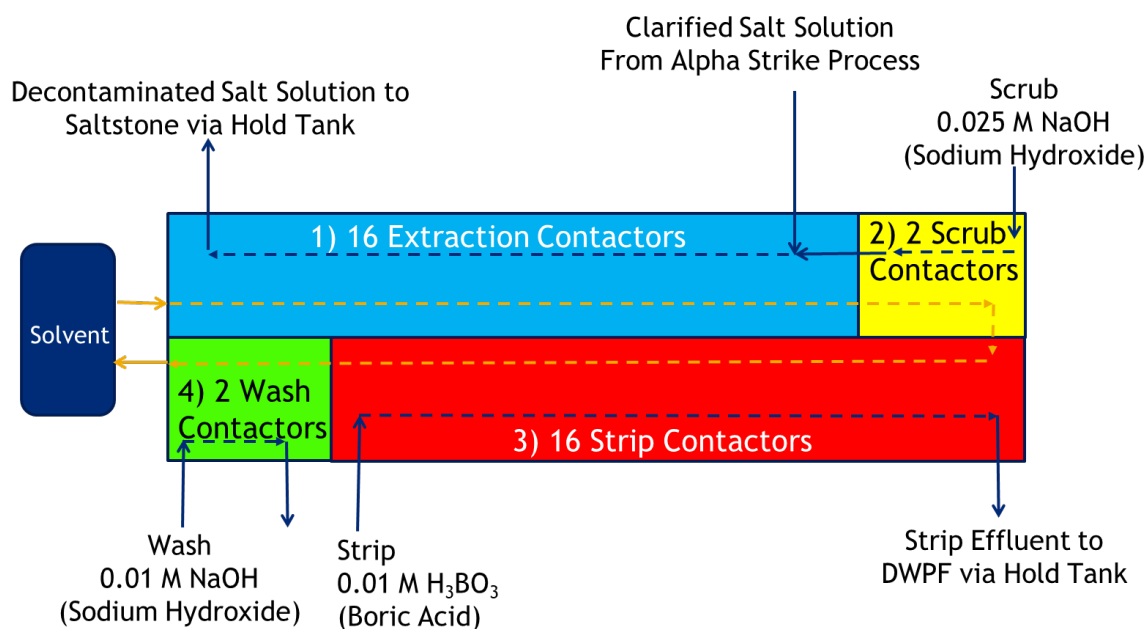 Clarified Salt Solution
From Alpha Strike Process
Decontaminated Salt Solution to
Saltstone via Hold Tank
Scrub
0.025 M NaOH
(Sodium Hydroxide)
1) 16 Extraction Contactors
2) 2 Scrub
Contactors
Solvent
4) 2 Wash
Contactors
3) 16 Strip Contactors
Wash
0.01 M NaOH
(Sodium Hydroxide)
Strip
0.01 M H₃BO₃
(Boric Acid)
Strip Effluent to
DWPF via Hold Tank